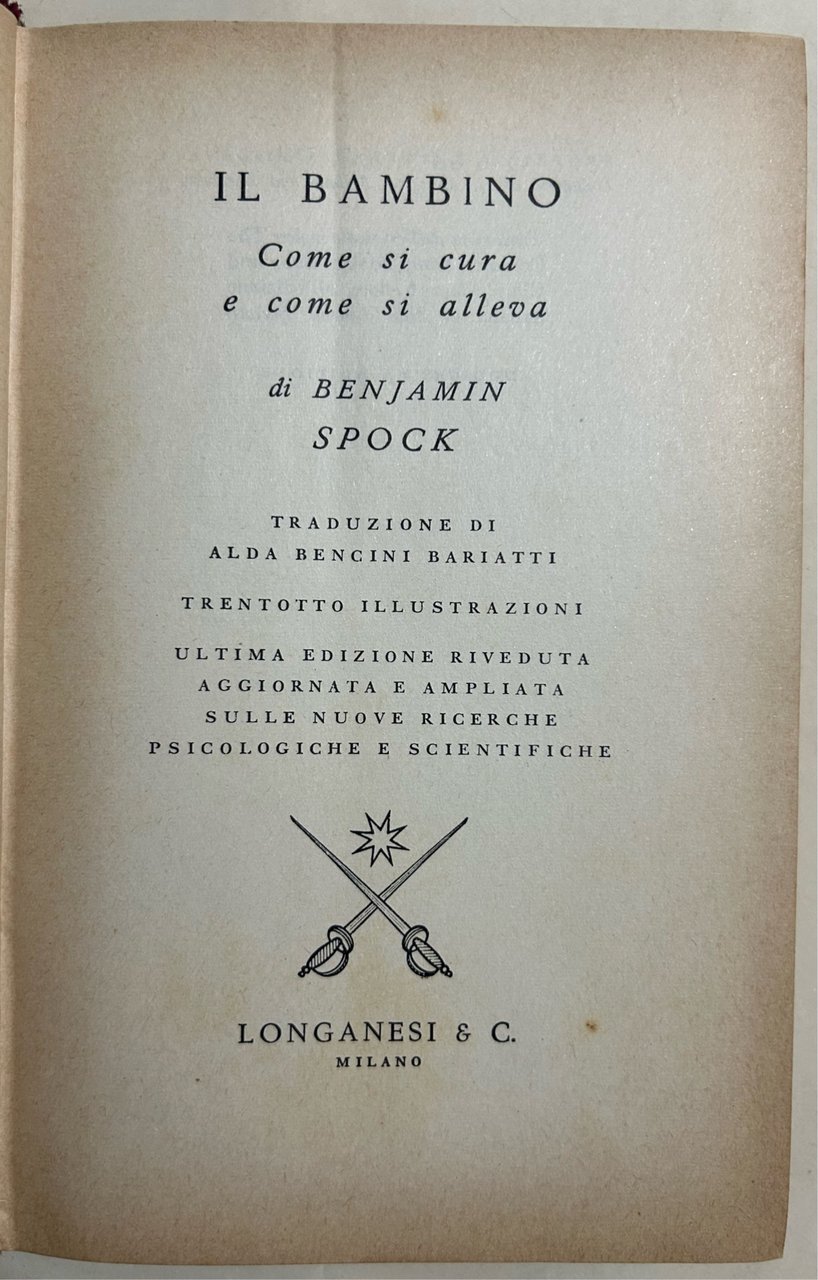 IL BAMBINO
Come si cura
e come si alleva
di BENJAMIN
SPOCK
TRADUZIONE DI
ALDA BENCINI BARIATTI
TRENTOTTO ILLUSTRAZIONI
ULTIMA EDIZIONE RIVEDUTA
AGGIORNATA E AMPLIATA
SULLE NUOVE RICERCHE
PSICOLOGICHE E SCIENTIFICHE
LONGANESI & C.
MILANO